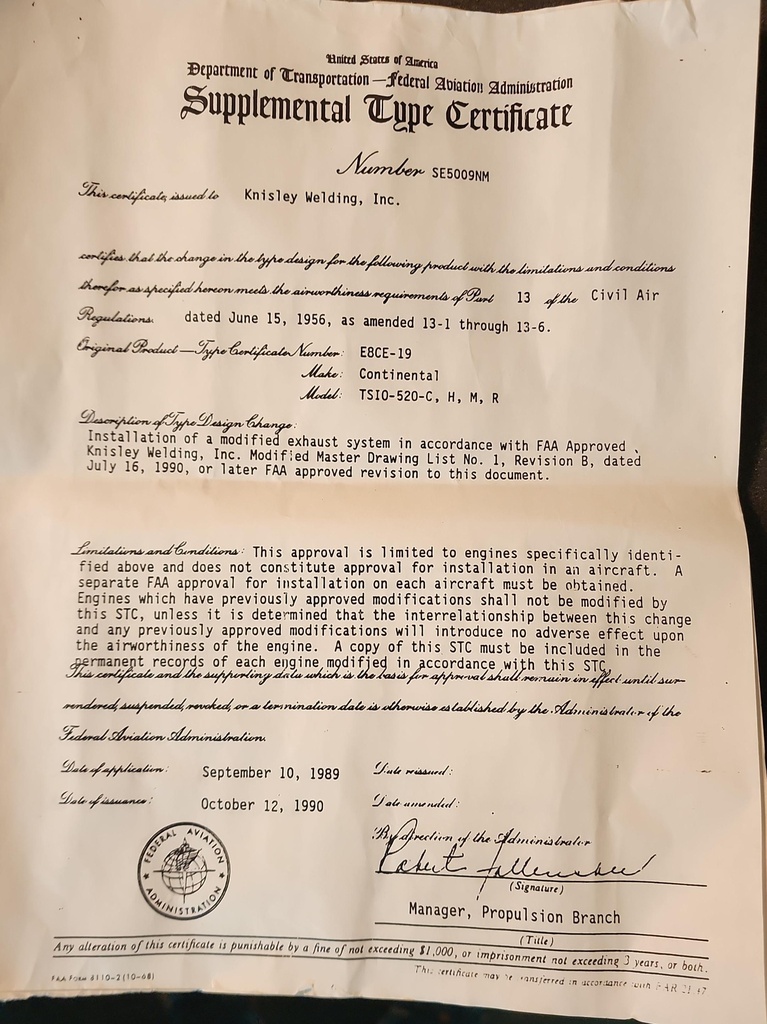 United States of America
Department of Transportation—Federal Aviation Administration
Supplemental Type Certificate
Number SE5009NM
This certificate, issued to Knisley Welding, Inc.
certifies that the change in the type design for the following product with the limitations and conditions
therefor as specified hereon meets the airworthiness requirements of Part 13 of the Civil Air
Regulations. dated June 15, 1956, as amended 13-1 through 13-6.
Original Product — Type Certificate Number: E8CE-19
Make: Continental
Model: TSIO-520-C, H, M, R
Description of Type Design Change:
Installation of a modified exhaust system in accordance with FAA Approved
Knisley Welding, Inc. Modified Master Drawing List No. 1, Revision B, dated
July 16, 1990, or later FAA approved revision to this document.
Limitations and Conditions: This approval is limited to engines specifically identi-
fied above and does not constitute approval for installation in an aircraft. A
separate FAA approval for installation on each aircraft must be obtained.
Engines which have previously approved modifications shall not be modified by
this STC, unless it is determined that the interrelationship between this change
and any previously approved modifications will introduce no adverse effect upon
the airworthiness of the engine. A copy of this STC must be included in the
permanent records of each engine modified in accordance with this STC.
This certificate and the supporting data which is the basis for approval shall remain in effect until sur-
rendered, suspended, revoked, or a termination date is otherwise established by the Administrator of the
Federal Aviation Administration.
Date of application: September 10, 1989 Date reissued:
Date of issuance: October 12, 1990 Date amended:
By direction of the Administrator
FEDERAL AVIATION ADMINISTRATION
Robert
(Signature)
Manager, Propulsion Branch
(Title)
Any alteration of this certificate is punishable by a fine of not exceeding $1,000, or imprisonment not exceeding 3 years, or both.
FAA Form 8110-2 (10-68) This certificate may be transferred in accordance with FAR 21.47